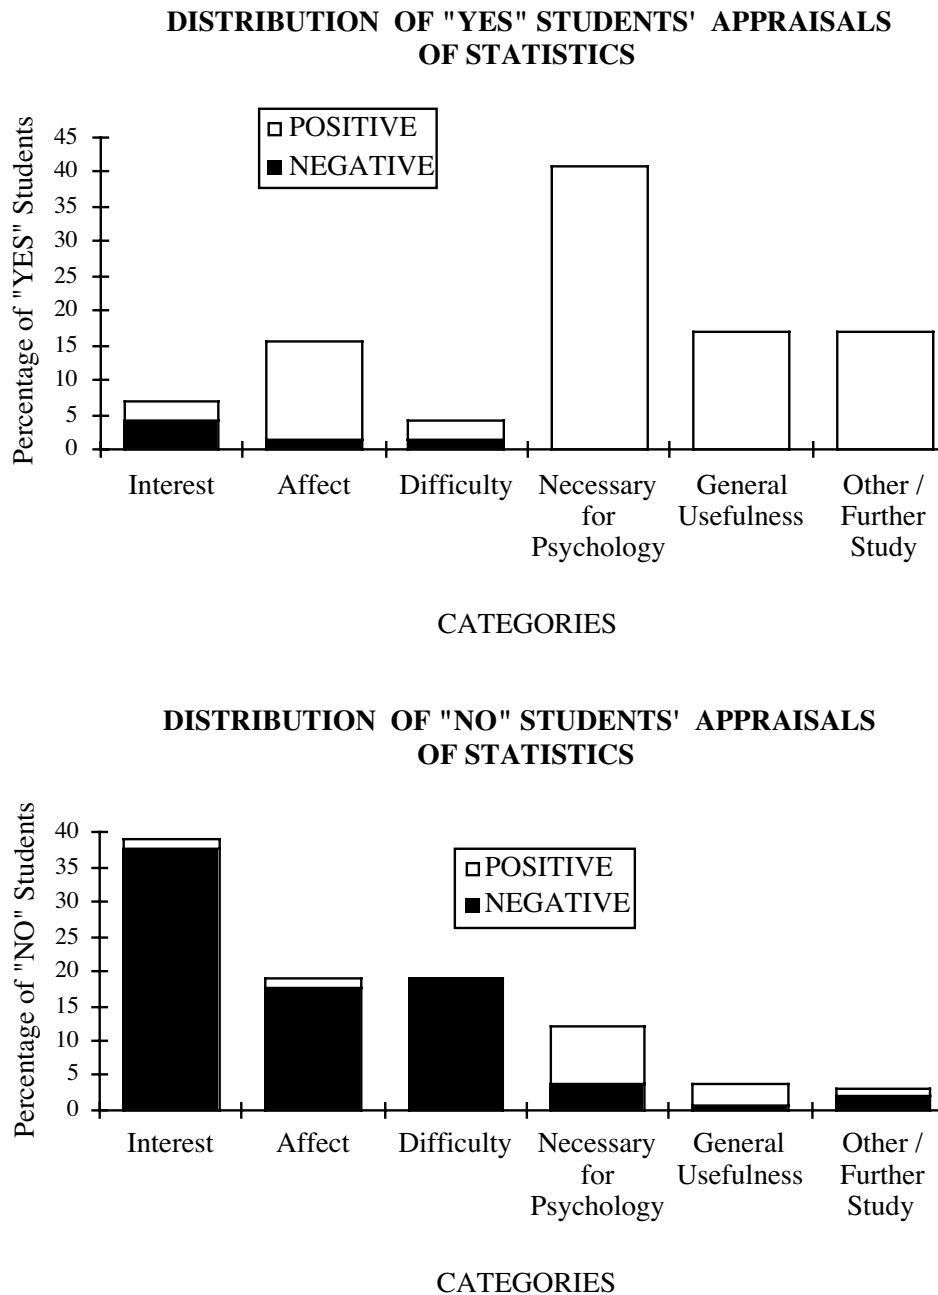 DISTRIBUTION OF "YES" STUDENTS' APPRAISALS
OF STATISTICS
POSITIVE
NEGATIVE
Percentage of "YES" Students
45
40
35
30
25
20
15
10
5
0
Interest
Affect
Difficulty
Necessary
for
Psychology
General
Usefulness
Other /
Further
Study
CATEGORIES
DISTRIBUTION OF "NO" STUDENTS' APPRAISALS
OF STATISTICS
POSITIVE
NEGATIVE
Percentage of "NO" Students
40
35
30
25
20
15
10
5
0
Interest
Affect
Difficulty
Necessary
for
Psychology
General
Usefulness
Other /
Further
Study
CATEGORIES